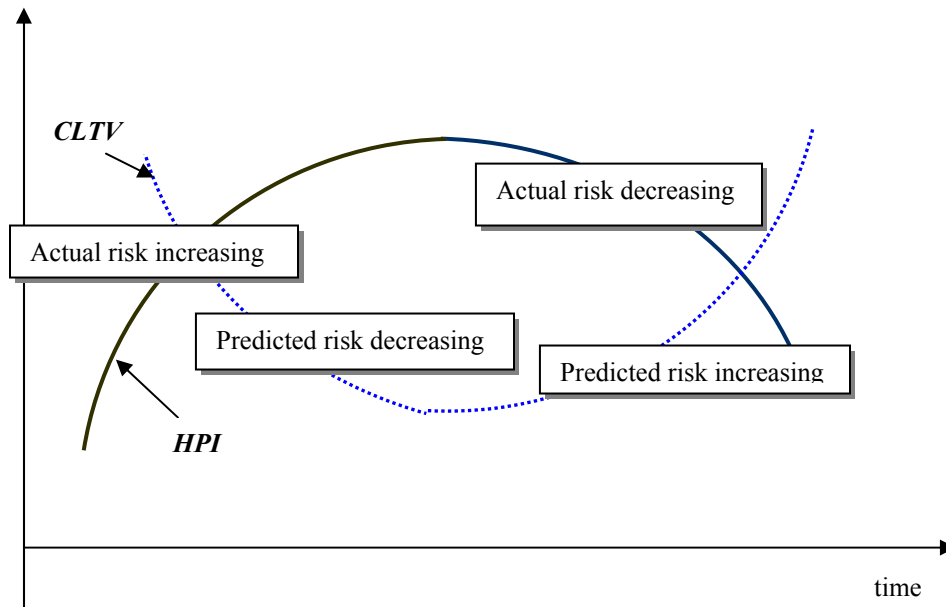 CLTV
Actual risk decreasing
Actual risk increasing
Predicted risk decreasing
Predicted risk increasing
HPI
time